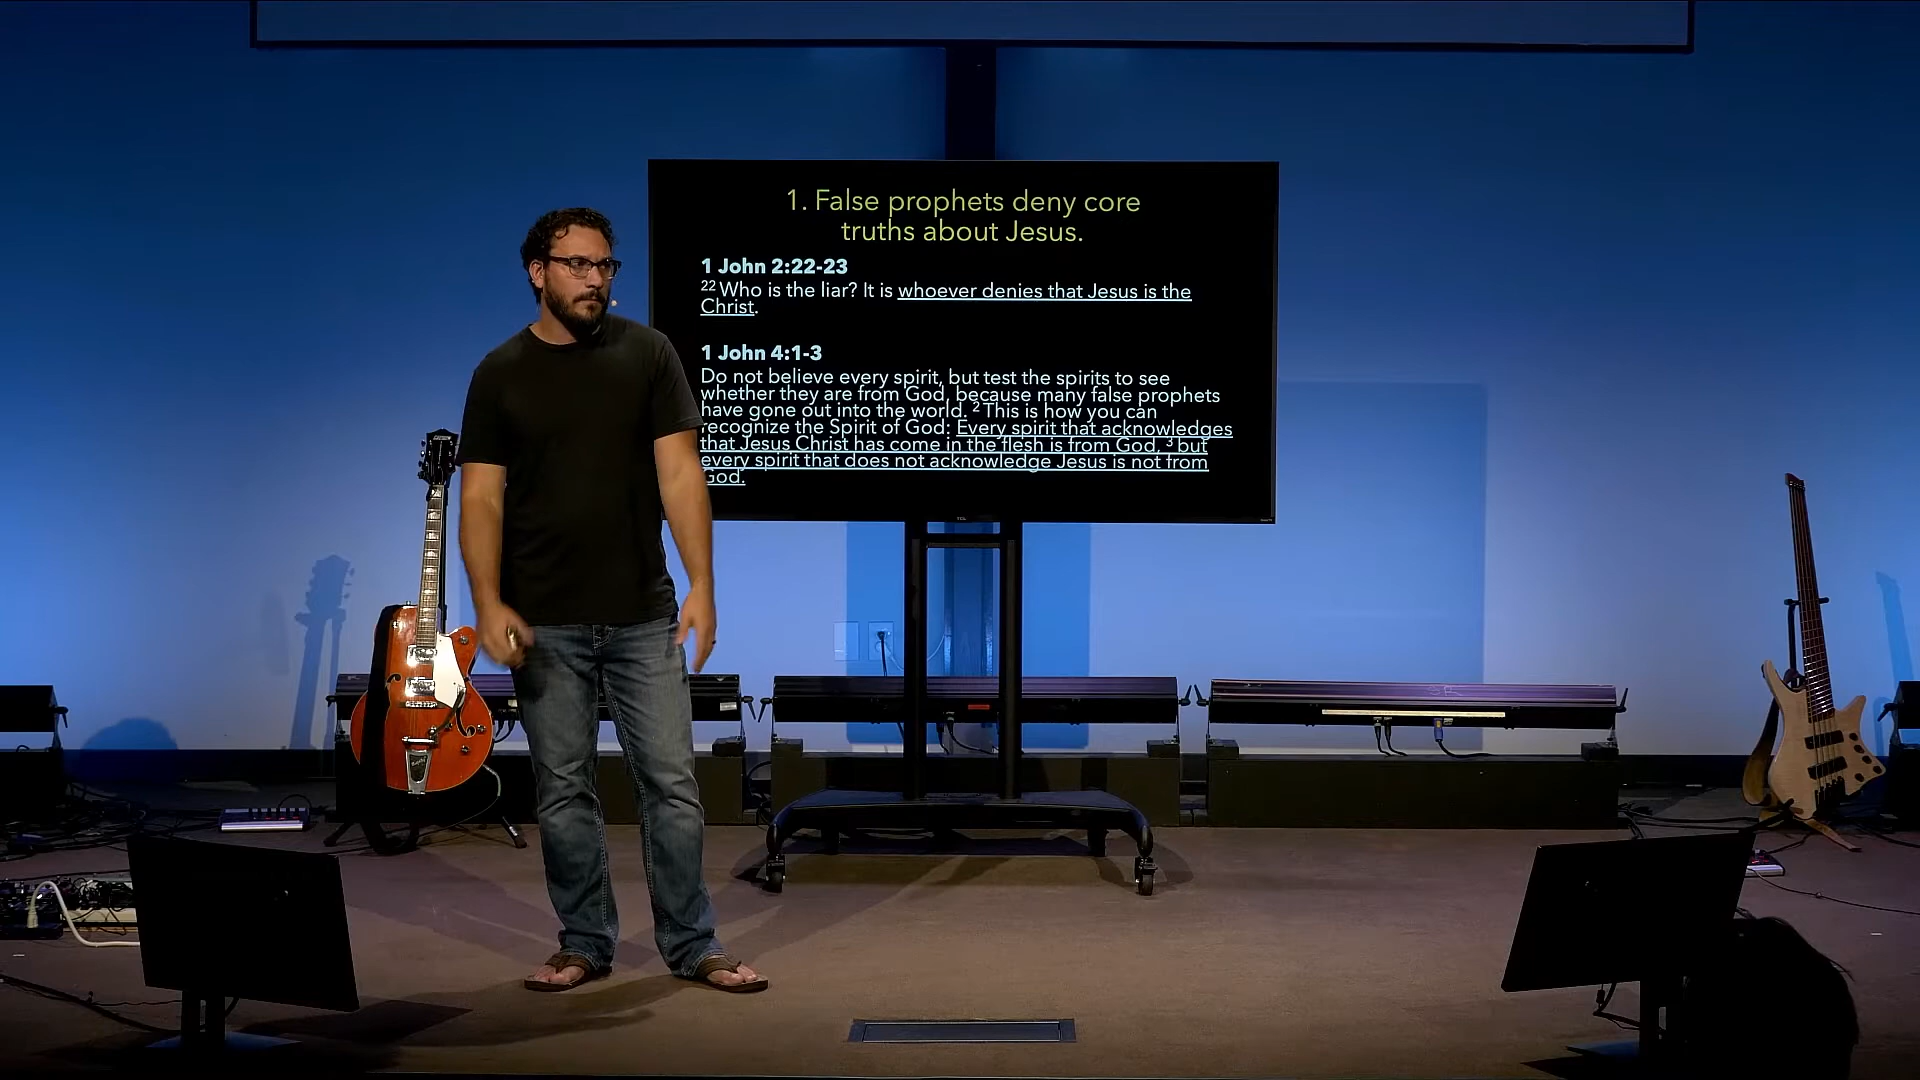 1. False prophets deny core
truths about Jesus.
1 John 2:22-23
22 Who is the liar? It is whoever denies that Jesus is the
Christ.
1 John 4:1-3
Do not believe every spirit, but test the spirits to see
whether they are from God, because many false prophets
have gone out into the world. 2 This is how you can
recognize the Spirit of God: Every spirit that acknowledges
that Jesus Christ has come in the flesh is from God, 3 but
every spirit that does not acknowledge Jesus is not from
God.
TCL